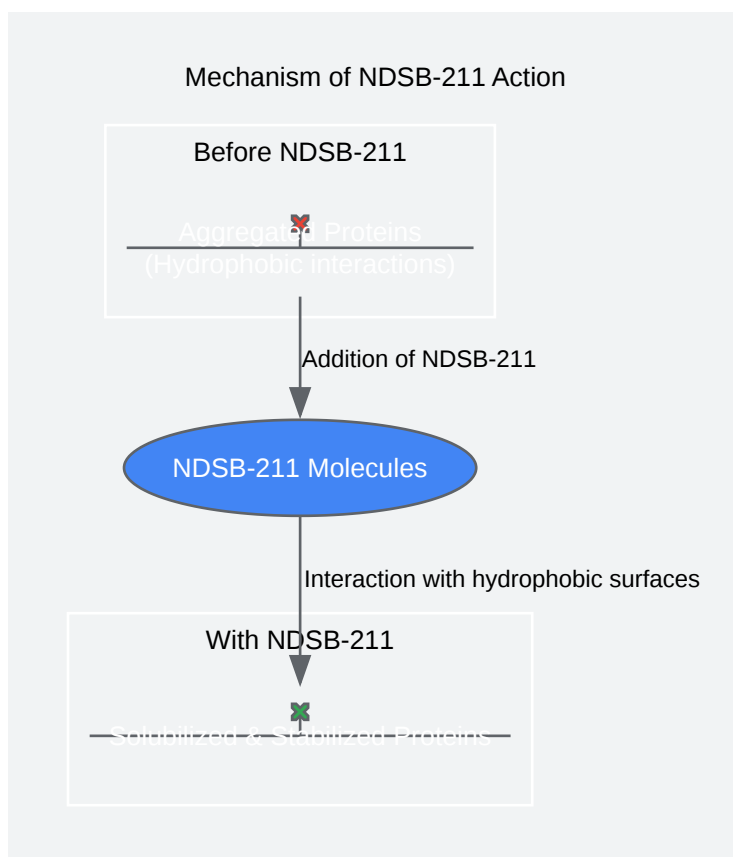 Mechanism of NDSB-211 Action
Before NDSB-211
Aggregated Proteins
(Hydrophobic interactions)
Addition of NDSB-211
NDSB-211 Molecules
Interaction with hydrophobic surfaces
With NDSB-211
Solubilized & Stabilized Proteins